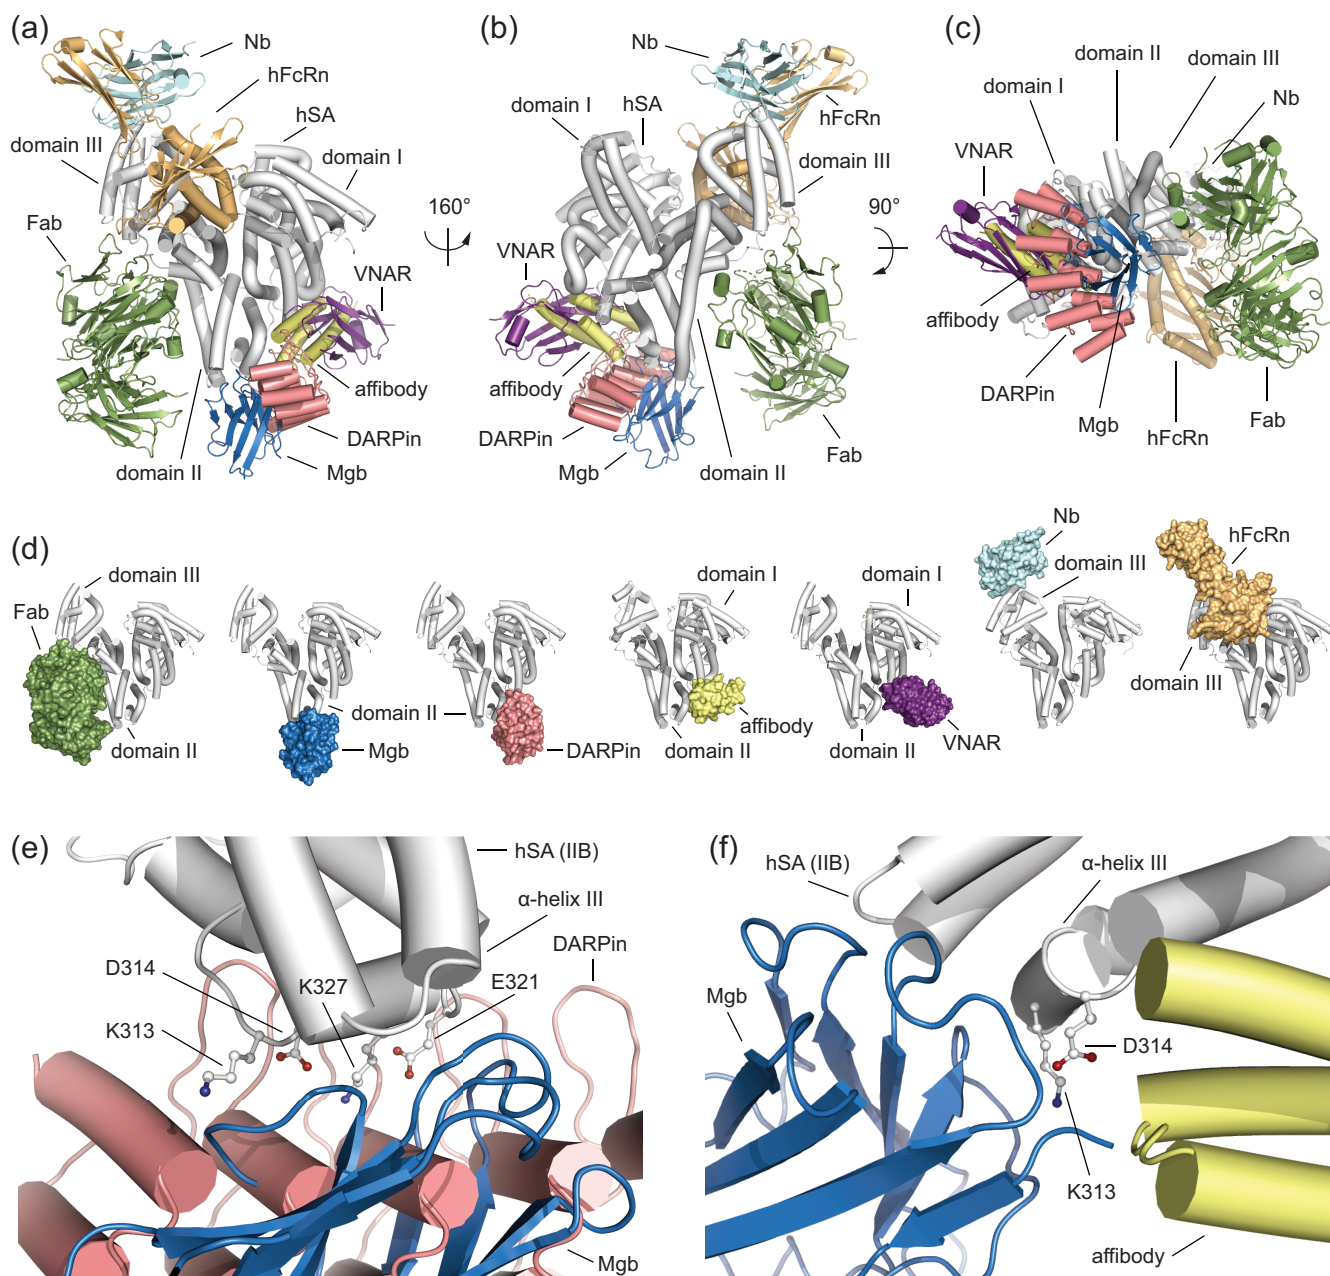 (a)
Nb
hFcRn
hSA
domain III
domain I
Fab
VNAR
affibody
DARPin
domain II
Mgb
160°
(b)
Nb
domain I
hSA
hFcRn
domain III
VNAR
affibody
DARPin
Mgb
domain II
Fab
90°
(c)
domain II
domain III
domain I
Nb
VNAR
affibody
DARPin
Mgb
hFcRn
Fab
(d)
domain III
Fab
domain II
domain II
Mgb
DARPin
domain I
affibody
domain II
domain I
VNAR
domain II
Nb
domain III
hFcRn
domain III
(e)
hSA (IIB)
α-helix III
DARPin
D314
K327
E321
K313
Mgb
(f)
hSA (IIB)
α-helix III
Mgb
D314
K313
affibody